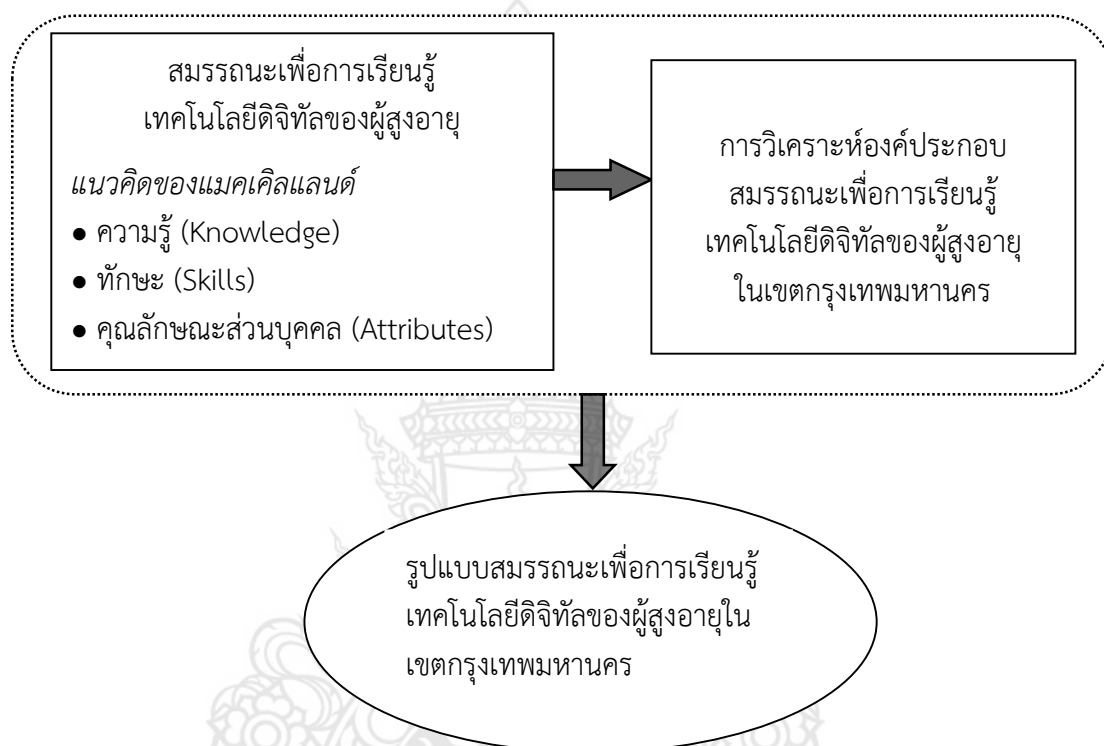 สมรรถนะเพื่อการเรียนรู้
เทคโนโลยีดิจิทัลของผู้สูงอายุ
แนวคิดของแมคเคิลแลนด์
● ความรู้ (Knowledge)
● ทักษะ (Skills)
● คุณลักษณะส่วนบุคคล (Attributes)
การวิเคราะห์องค์ประกอบ
สมรรถนะเพื่อการเรียนรู้
เทคโนโลยีดิจิทัลของผู้สูงอายุ
ในเขตกรุงเทพมหานคร
รูปแบบสมรรถนะเพื่อการเรียนรู้
เทคโนโลยีดิจิทัลของผู้สูงอายุใน
เขตกรุงเทพมหานคร